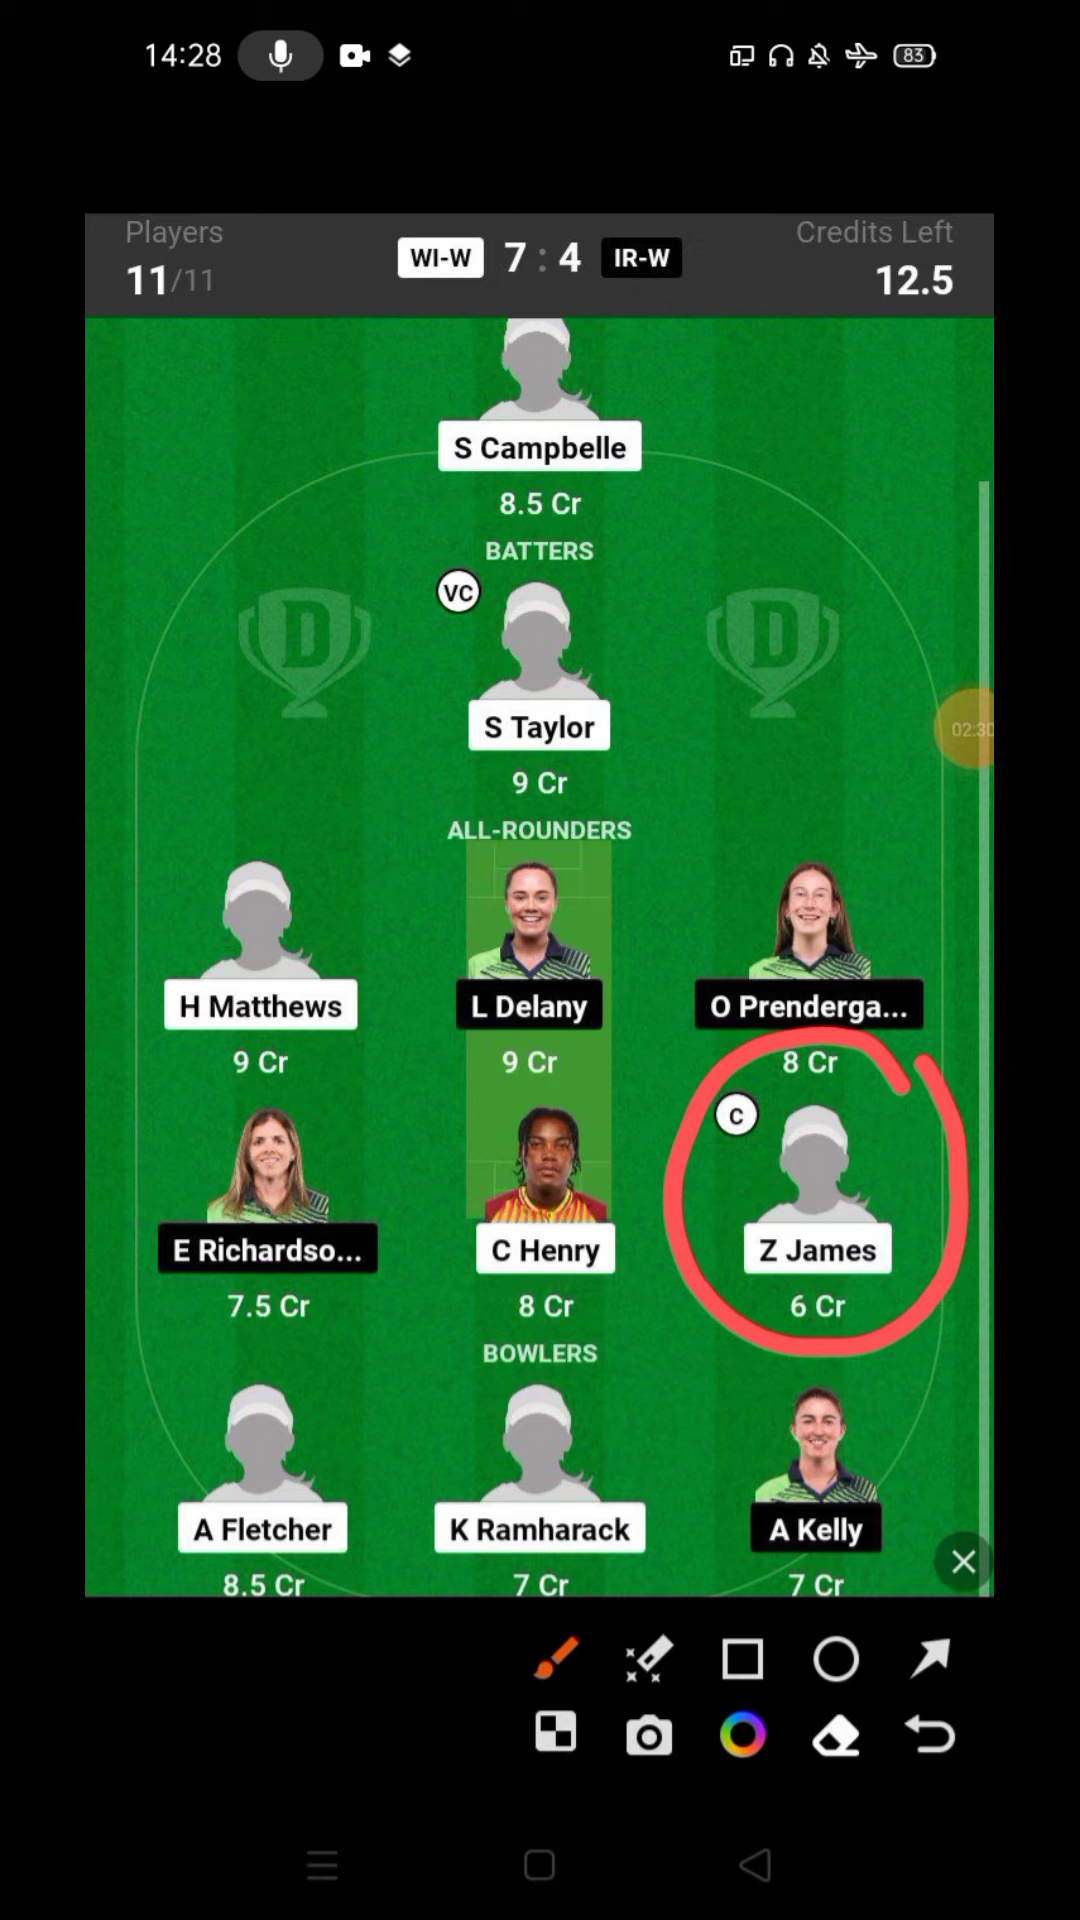 14:28
83
Players
11/11
WI-W 7 : 4 IR-W
Credits Left
12.5
S Campbelle
8.5 Cr
BATTERS
VC
S Taylor
9 Cr
D
D
02:30
ALL-ROUNDERS
H Matthews
L Delany
O Prenderga...
9 Cr
9 Cr
8 Cr
C
E Richardso...
C Henry
Z James
7.5 Cr
8 Cr
6 Cr
BOWLERS
A Fletcher
K Ramharack
A Kelly
8.5 Cr
7 Cr
7 Cr